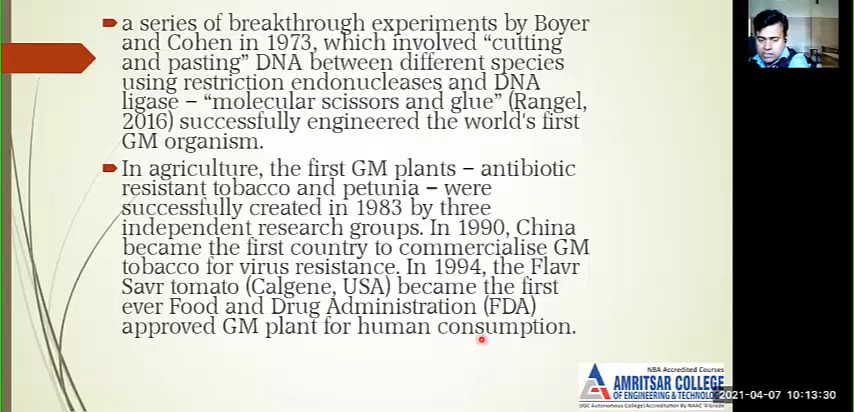 a series of breakthrough experiments by Boyer
and Cohen in 1973, which involved “cutting
and pasting” DNA between different species
using restriction endonucleases and DNA
ligase – “molecular scissors and glue” (Rangel,
2016) successfully engineered the world's first
GM organism.
In agriculture, the first GM plants – antibiotic
resistant tobacco and petunia – were
successfully created in 1983 by three
independent research groups. In 1990, China
became the first country to commercialise GM
tobacco for virus resistance. In 1994, the Flavr
Savr tomato (Calgene, USA) became the first
ever Food and Drug Administration (FDA)
approved GM plant for human consumption.
NBA Accredited Courses
AMRITSAR COLLEGE
OF ENGINEERING & TECHNOLO
UGC Autonomous College|Accreditation By NAAC 'A'Grade
2021-04-07 10:13:30